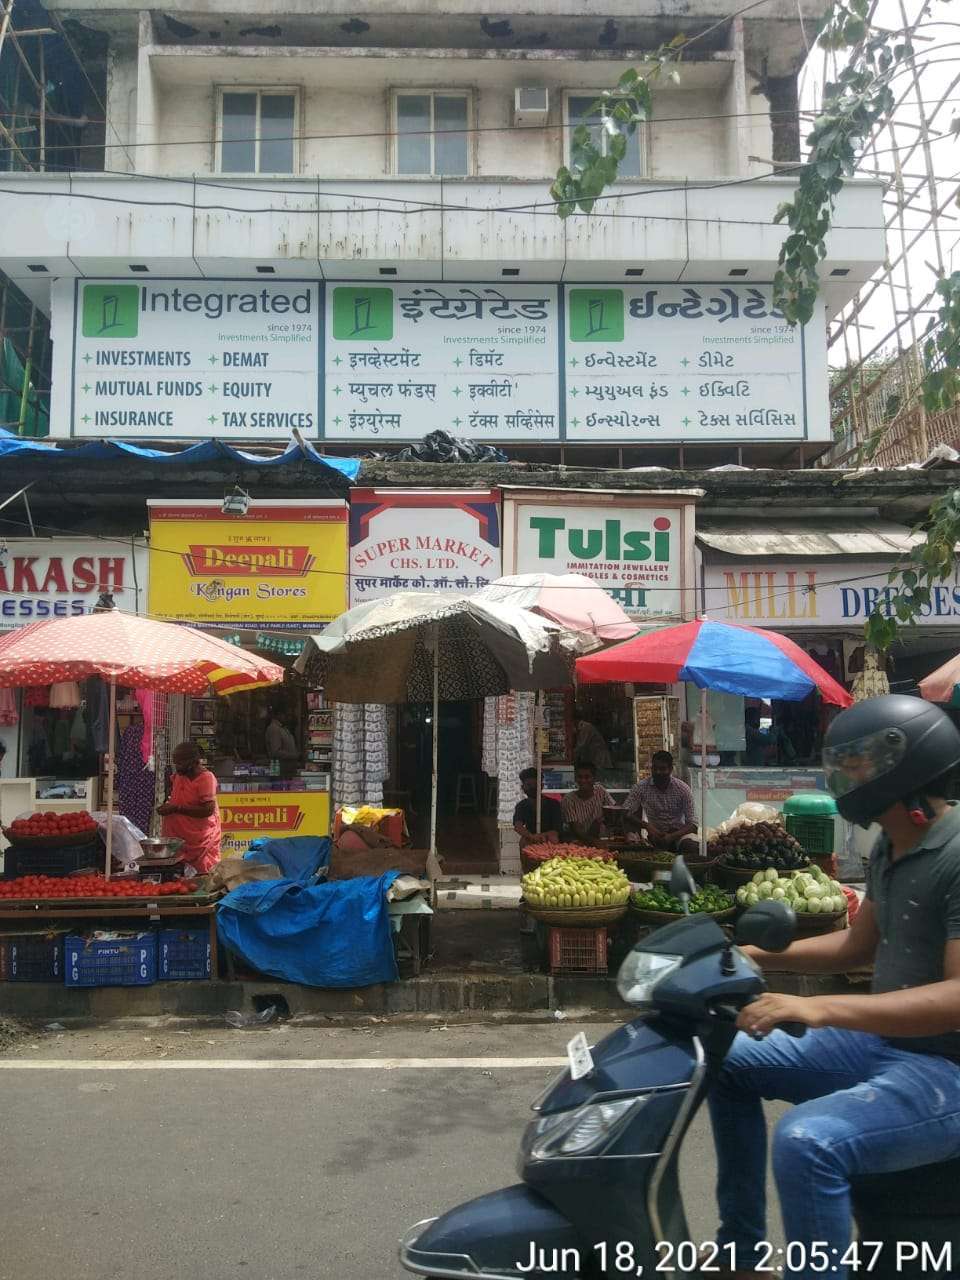 Integrated
since 1974
Investments Simplified
INVESTMENTS DEMAT
MUTUAL FUNDS EQUITY
INSURANCE TAX SERVICES
इंटेग्रेटेड
since 1974
Investments Simplified
इनव्हेस्टमेंट डिमॅट
म्युचल फंडस् इक्वीटी
इंश्युरेन्स टॅक्स सर्व्हिसेस
ઇન્ટેગ્રેટેડ
since 1974
Investments Simplified
ઇન્વેસ્ટમેંટ ડીમેટ
મ્યુચુઅલ ફંડ ઇક્વિટિ
ઇન્સ્યોરન્સ ટેક્સ સર્વિસિસ
AKASH
ESSES
Deepali
Kangan Stores
SUPER MARKET
CHS. LTD.
सुपर मार्केट को. ऑ. सो. लि
Tulsi
IMMITATION JEWELLERY
BANGLES & COSMETICS
MILLI DRESSES
Deepali
PG PINTU PG
Jun 18, 2021 2:05:47 PM